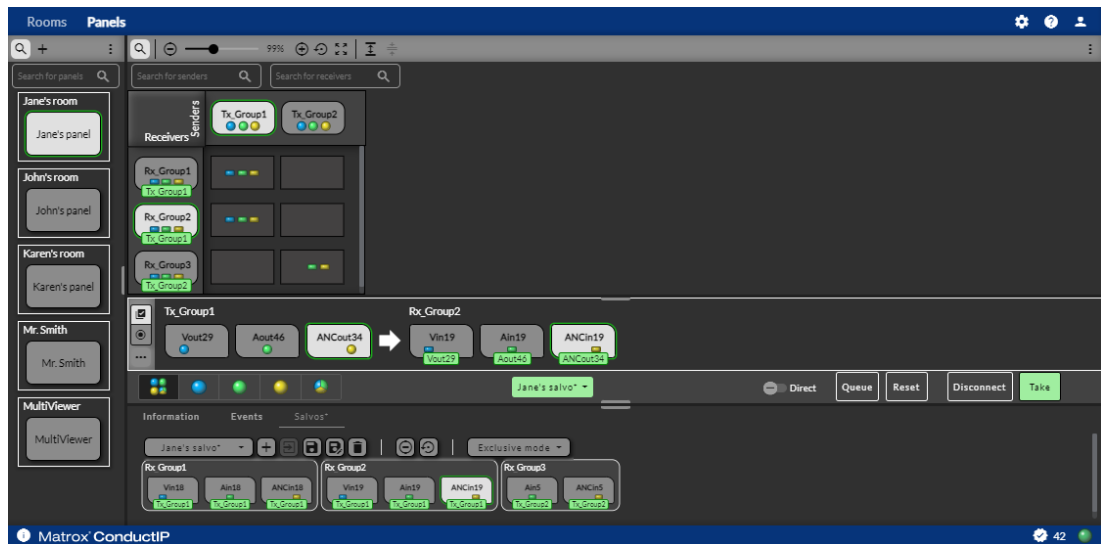 Rooms Panels
99%
Search for panels
Search for senders
Search for receivers
Jane's room
Jane's panel
John's room
John's panel
Karen's room
Karen's panel
Mr. Smith
Mr. Smith
MultiViewer
MultiViewer
Senders
Receivers
Tx_Group1
Tx_Group2
Rx_Group1
Tx_Group1
Rx_Group2
Tx_Group1
Rx_Group3
Tx_Group2
Tx_Group1
Rx_Group2
Vout29
Aout46
ANCout34
Vin19
Vout29
Ain19
Aout46
ANCin19
ANCout34
Jane's salvo*
Direct
Queue
Reset
Disconnect
Take
Information Events Salvos*
Jane's salvo*
Exclusive mode
Rx Group1
Vin18
Tx_Group1
Ain18
Tx_Group1
ANCin18
Tx_Group1
Rx Group2
Vin19
Tx_Group1
Ain19
Tx_Group1
ANCin19
Tx_Group1
Rx Group3
Ain5
Tx_Group2
ANCin5
Tx_Group2
Matrox® ConductIP
42